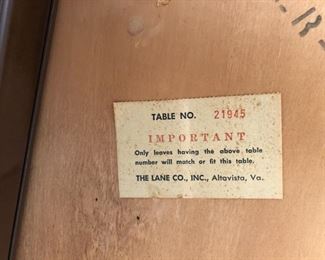 TABLE NO. 21945
IMPORTANT
Only leaves having the above table
number will match or fit this table.
THE LANE CO., INC., Altavista, Va.